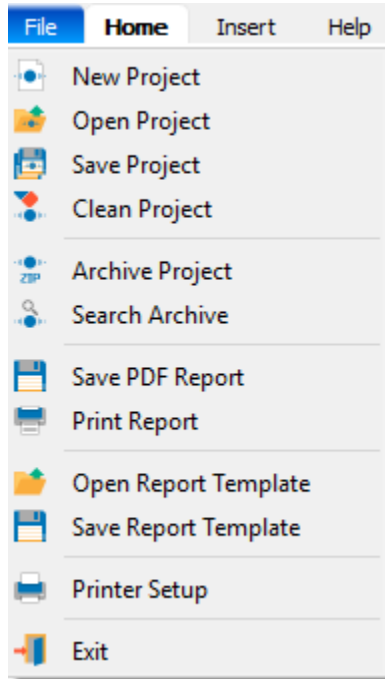 File Home Insert Help
New Project
Open Project
Save Project
Clean Project
ZIP
Archive Project
Search Archive
Save PDF Report
Print Report
Open Report Template
Save Report Template
Printer Setup
Exit